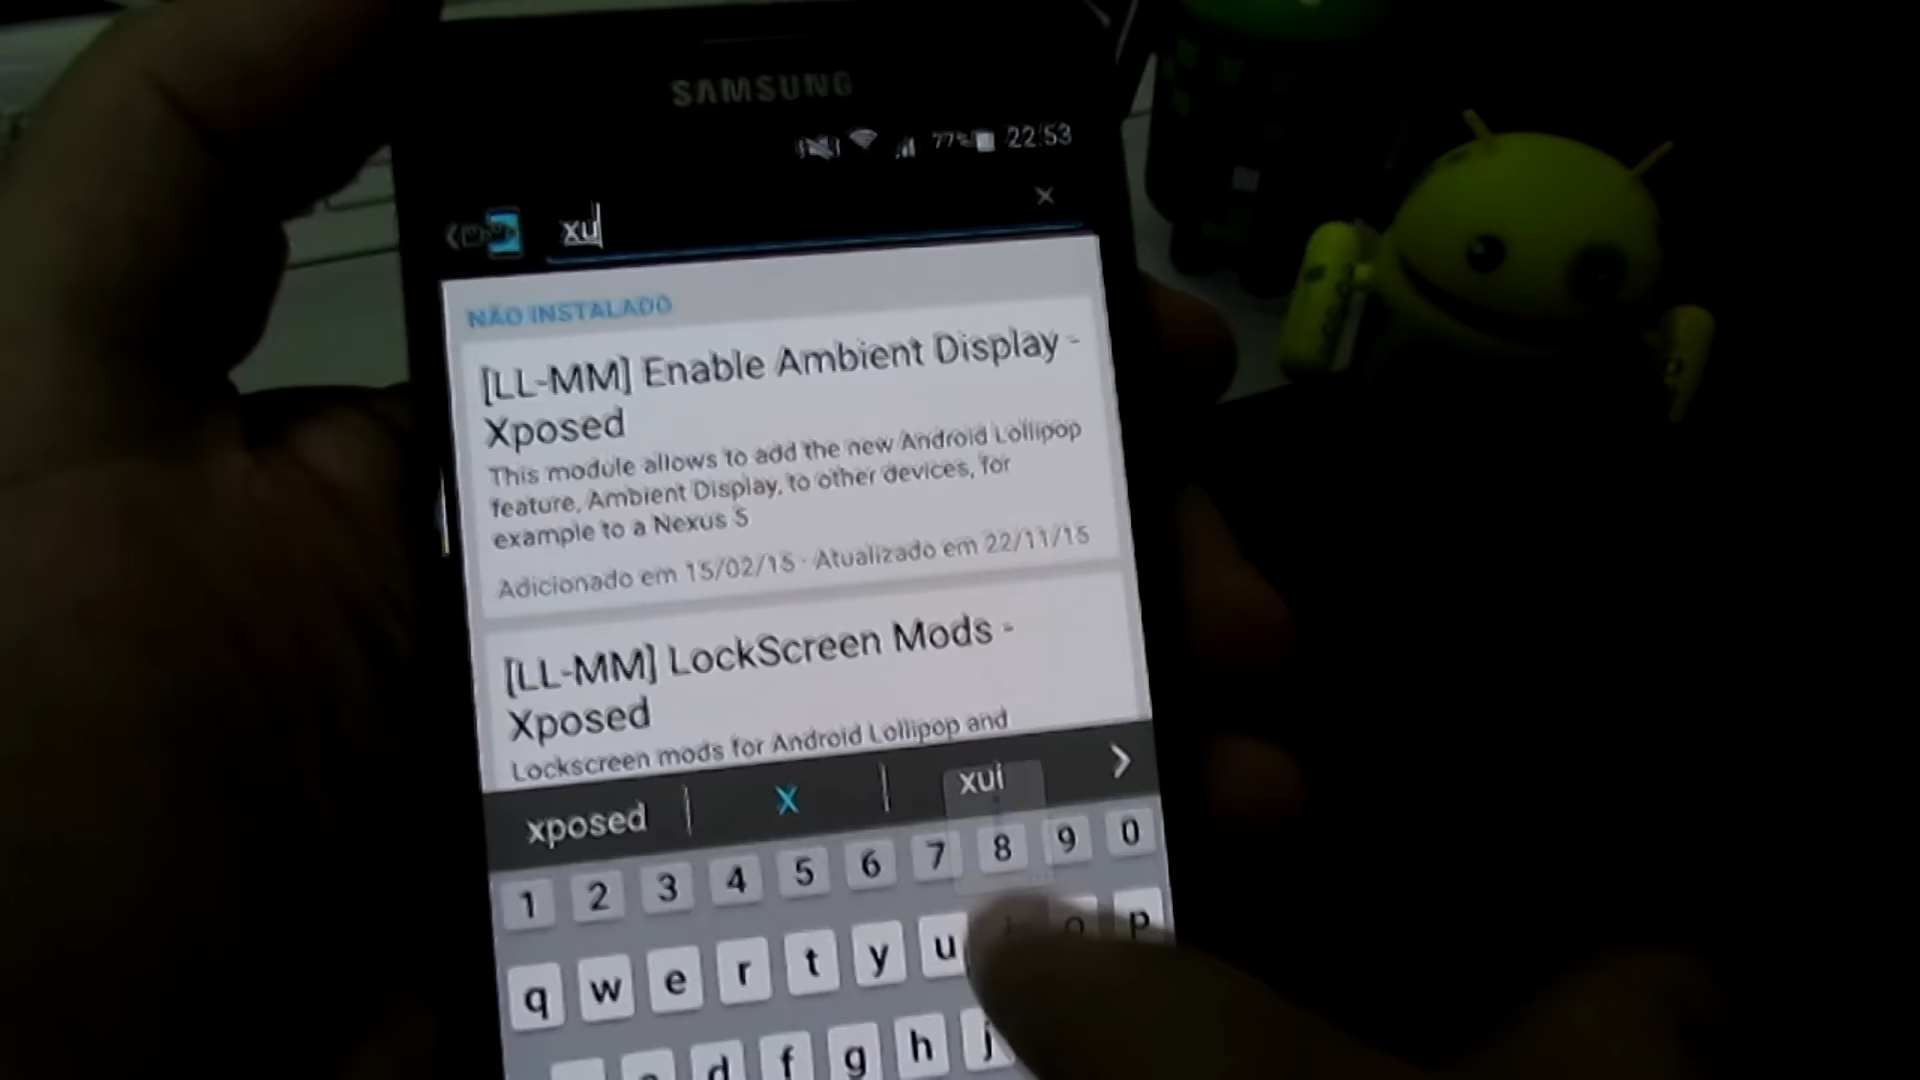 SAMSUNG
77% 22:53
xu
NÃO INSTALADO
[LL-MM] Enable Ambient Display -
Xposed
This module allows to add the new Android Lollipop
feature, Ambient Display, to other devices, for
example to a Nexus 5
Adicionado em 15/02/15 · Atualizado em 22/11/15
[LL-MM] LockScreen Mods -
Xposed
Lockscreen mods for Android Lollipop and
xposed X xui
1 2 3 4 5 6 7 8 9 0
q w e r t y u o p
d f g h j